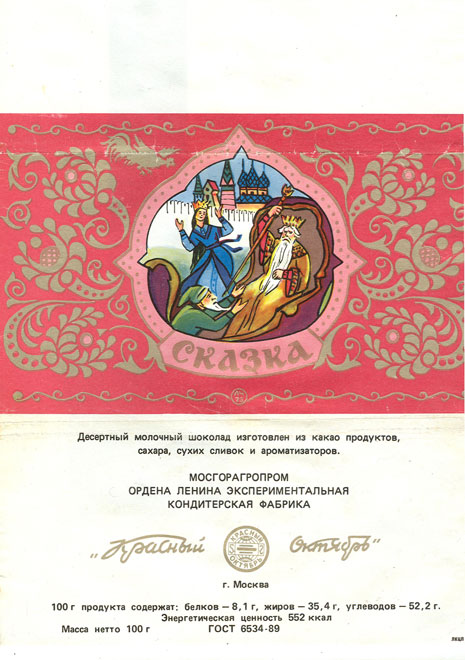 СКАЗКА
Десертный молочный шоколад изготовлен из какао продуктов,
сахара, сухих сливок и ароматизаторов.
МОСГОРАГРОПРОМ
ОРДЕНА ЛЕНИНА ЭКСПЕРИМЕНТАЛЬНАЯ
КОНДИТЕРСКАЯ ФАБРИКА
„Красный КРАСНЫЙ ОКТЯБРЬ Октябрь"
г. Москва
100 г продукта содержат: белков — 8,1 г, жиров — 35,4 г, углеводов — 52,2 г.
Энергетическая ценность 552 ккал
Масса нетто 100 г ГОСТ 6534-89